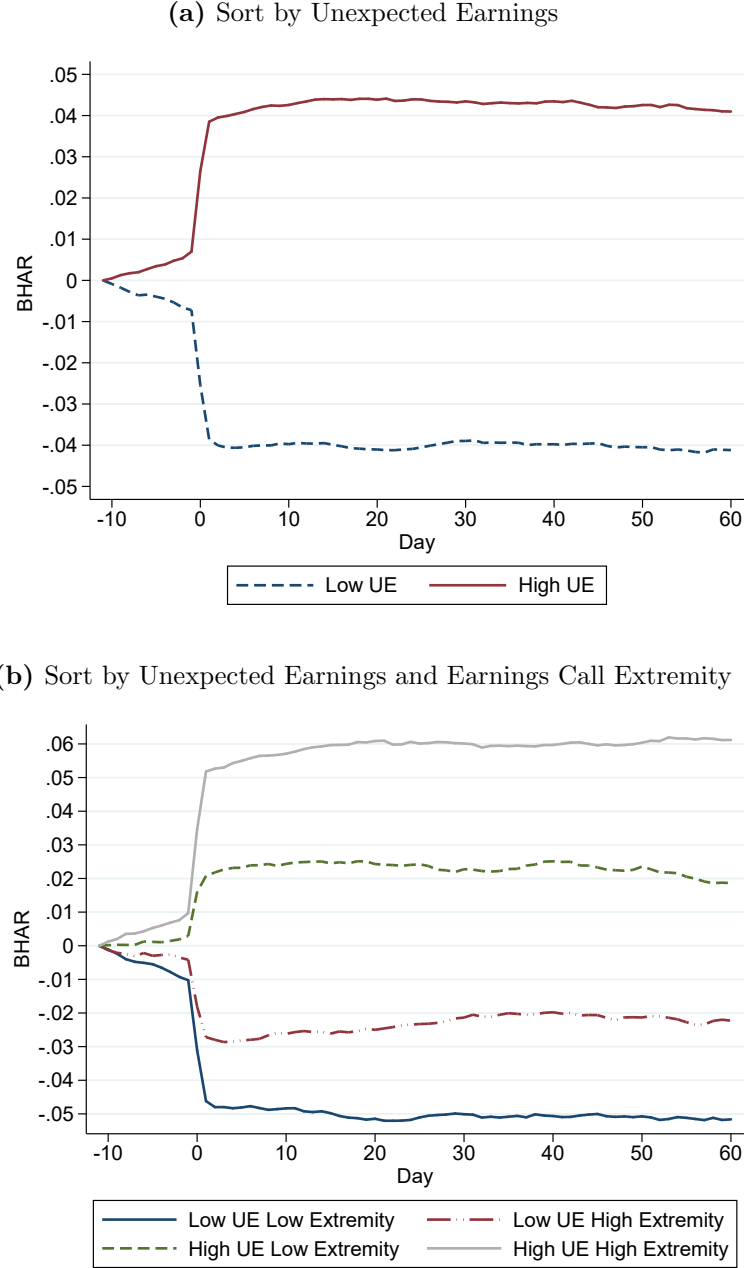 (a) Sort by Unexpected Earnings
.05
.04
.03
.02
.01
0
-.01
-.02
-.03
-.04
-.05
BHAR
-10 0 10 20 30 40 50 60
Day
Low UE High UE
(b) Sort by Unexpected Earnings and Earnings Call Extremity
.06
.05
.04
.03
.02
.01
0
-.01
-.02
-.03
-.04
-.05
BHAR
-10 0 10 20 30 40 50 60
Day
Low UE Low Extremity Low UE High Extremity
High UE Low Extremity High UE High Extremity